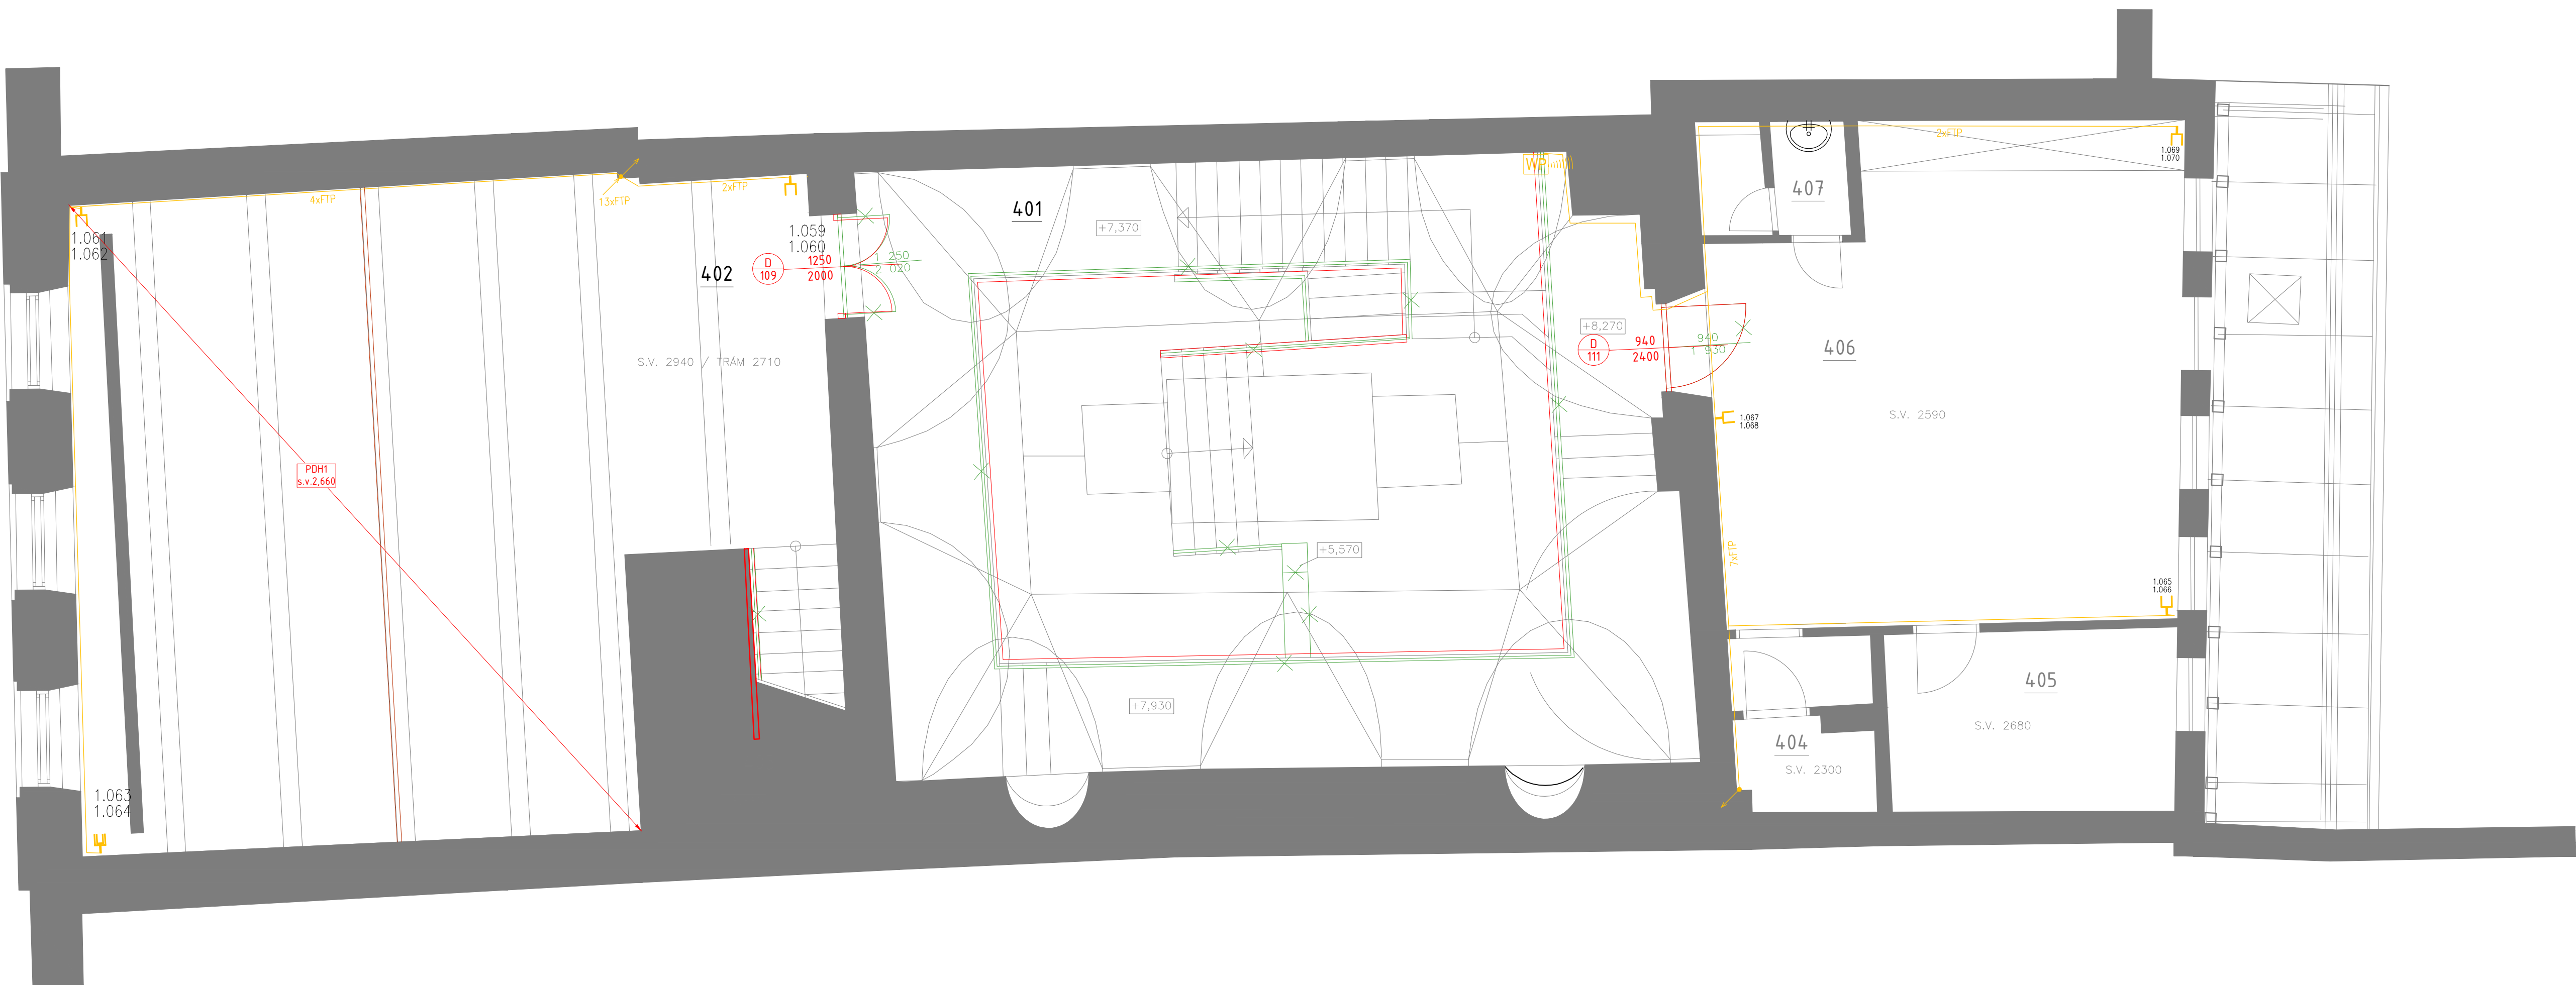 2xFTP
1.069
1.070
WP
4xFTP
13xFTP
2xFTP
407
401
+7,370
1.061
1.062
1.059
1.060
D
109
1250
2000
1 250
2 020
402
+8,270
D
111
940
2400
940
1 930
406
S.V. 2940 / TRÁM 2710
S.V. 2590
1.067
1.068
PDH1
s.v.2,660
+5,570
7xFTP
1.065
1.066
405
+7,930
S.V. 2680
404
S.V. 2300
1.063
1.064